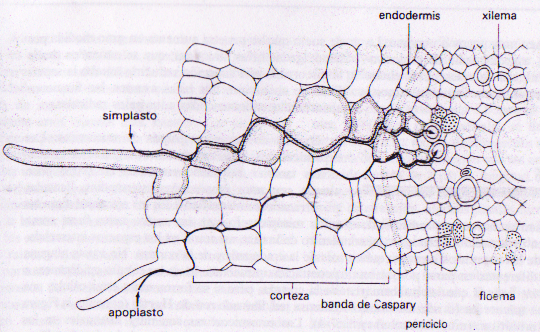 endodermis xilema
simplasto
corteza
banda de Caspary
floema
apoplasto
periciclo